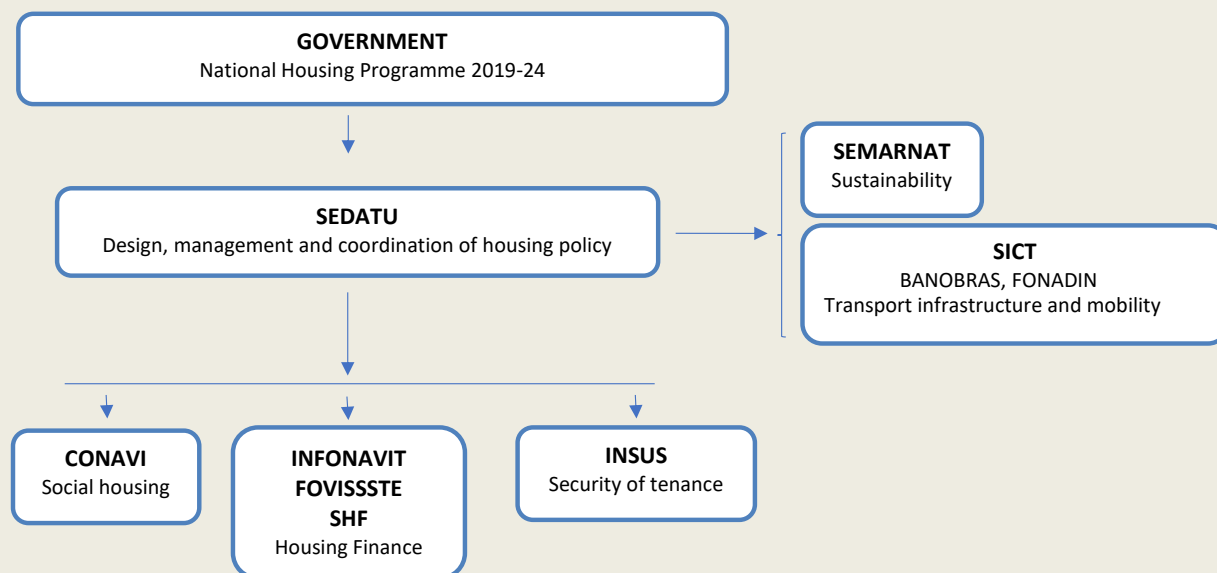 GOVERNMENT
National Housing Programme 2019-24
SEMARNAT
Sustainability
SEDATU
Design, management and coordination of housing policy
SICT
BANOBRAS, FONADIN
Transport infrastructure and mobility
CONAVI
Social housing
INFONAVIT
FOVISSSTE
SHF
Housing Finance
INSUS
Security of tenance